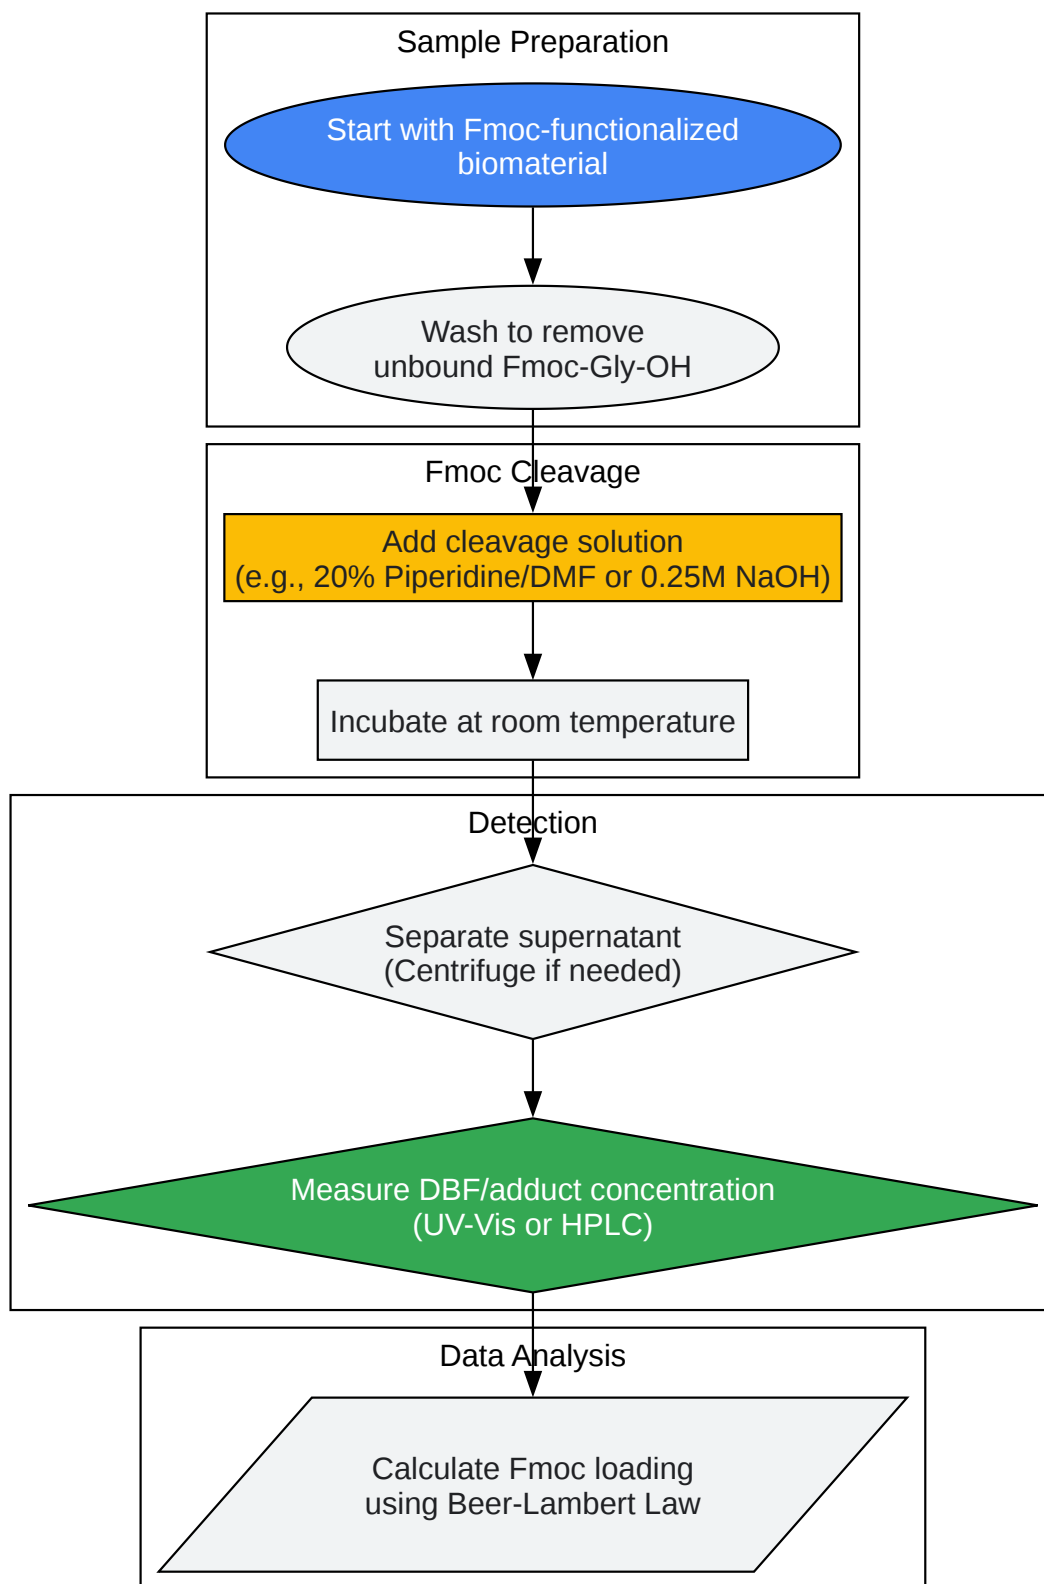 Sample Preparation
Start with Fmoc-functionalized
biomaterial
Wash to remove
unbound Fmoc-Gly-OH
Fmoc Cleavage
Add cleavage solution
(e.g., 20% Piperidine/DMF or 0.25M NaOH)
Incubate at room temperature
Detection
Separate supernatant
(Centrifuge if needed)
Measure DBF/adduct concentration
(UV-Vis or HPLC)
Data Analysis
Calculate Fmoc loading
using Beer-Lambert Law